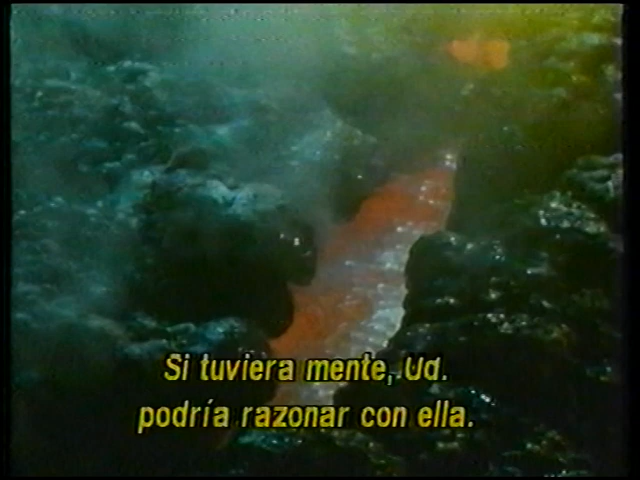 Si tuviera mente, Ud.
podría razonar con ella.